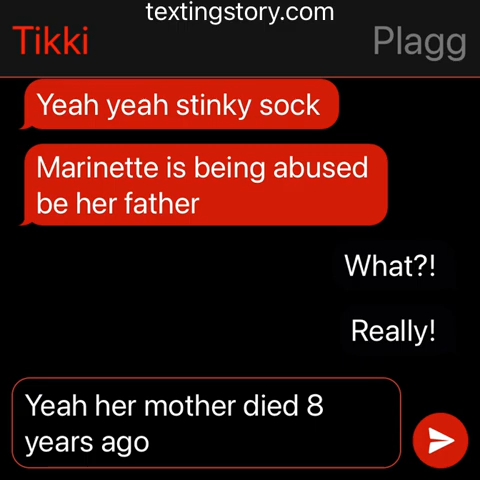 textingstory.com
Tikki
Plagg
Yeah yeah stinky sock
Marinette is being abused
be her father
What?!
Really!
Yeah her mother died 8
years ago